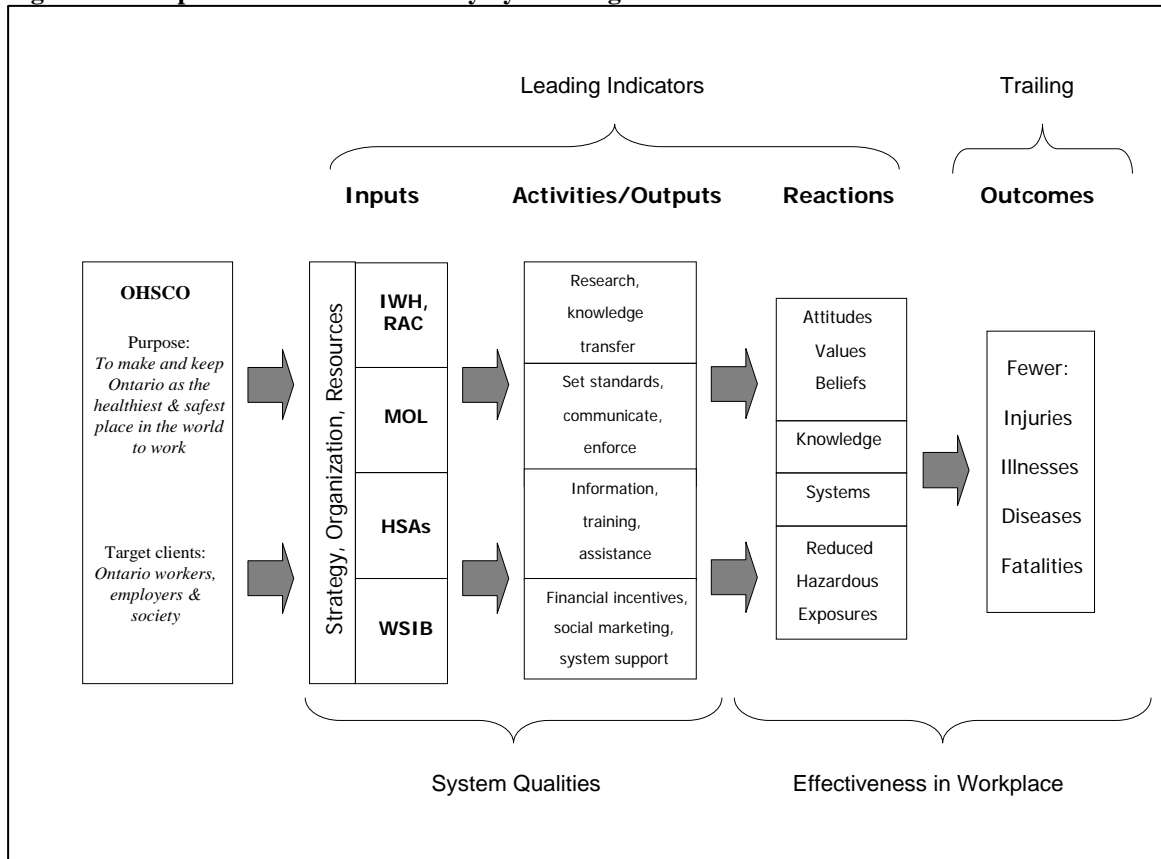 Leading Indicators
Trailing
Inputs
Activities/Outputs
Reactions
Outcomes
OHSCO
Purpose:
To make and keep
Ontario as the
healthiest & safest
place in the world
to work
Target clients:
Ontario workers,
employers &
society
Strategy, Organization, Resources
IWH,
RAC
MOL
HSAs
WSIB
Research,
knowledge
transfer
Set standards,
communicate,
enforce
Information,
training,
assistance
Financial incentives,
social marketing,
system support
Attitudes
Values
Beliefs
Knowledge
Systems
Reduced
Hazardous
Exposures
Fewer:
Injuries
Illnesses
Diseases
Fatalities
System Qualities
Effectiveness in Workplace